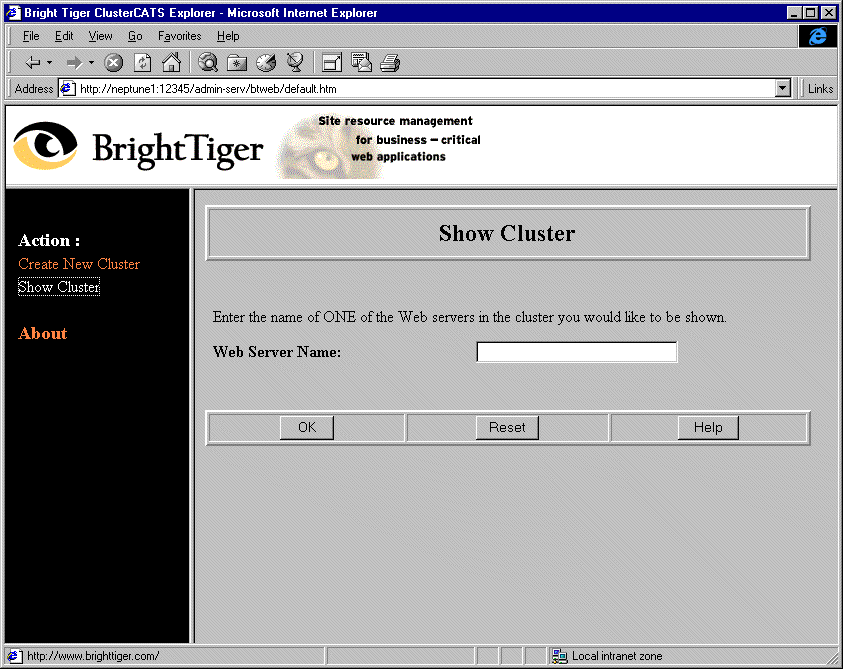 Bright Tiger ClusterCATS Explorer - Microsoft Internet Explorer
File Edit View Go Favorites Help
Address http://neptune1:12345/admin-serv/btweb/default.htm Links
BrightTiger
Site resource management
for business – critical
web applications
Action :
Create New Cluster
Show Cluster
About
Show Cluster
Enter the name of ONE of the Web servers in the cluster you would like to be shown.
Web Server Name:
OK Reset Help
http://www.brighttiger.com/ Local intranet zone